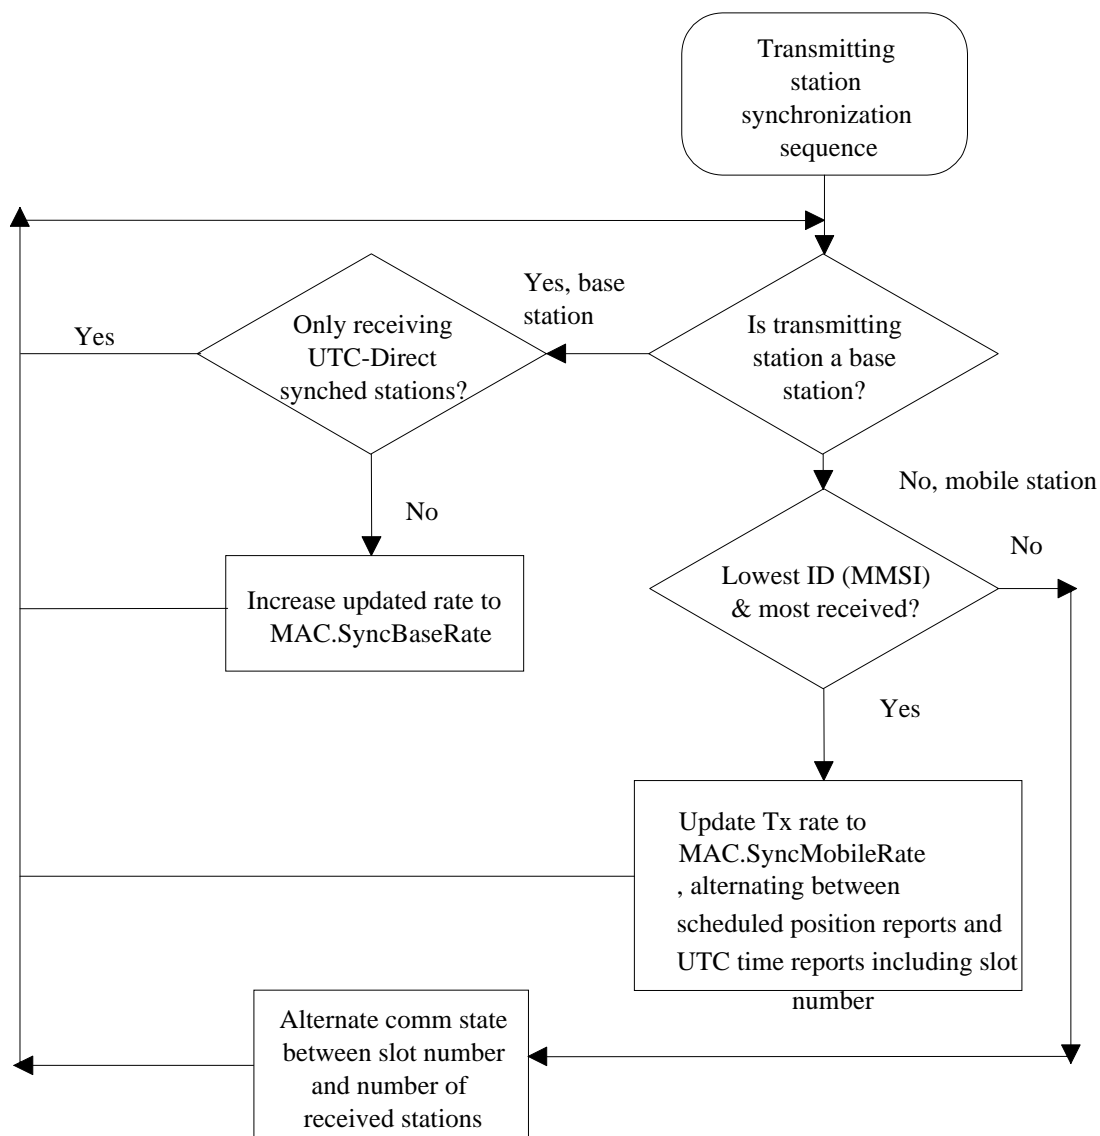 Transmitting
station
synchronization
sequence
Yes, base
station
Yes
Only receiving
UTC-Direct
synched stations?
Is transmitting
station a base
station?
No, mobile station
No
No
Increase updated rate to
MAC.SyncBaseRate
Lowest ID (MMSI)
& most received?
Yes
Update Tx rate to
MAC.SyncMobileRate
, alternating between
scheduled position reports and
UTC time reports including slot
number
Alternate comm state
between slot number
and number of
received stations